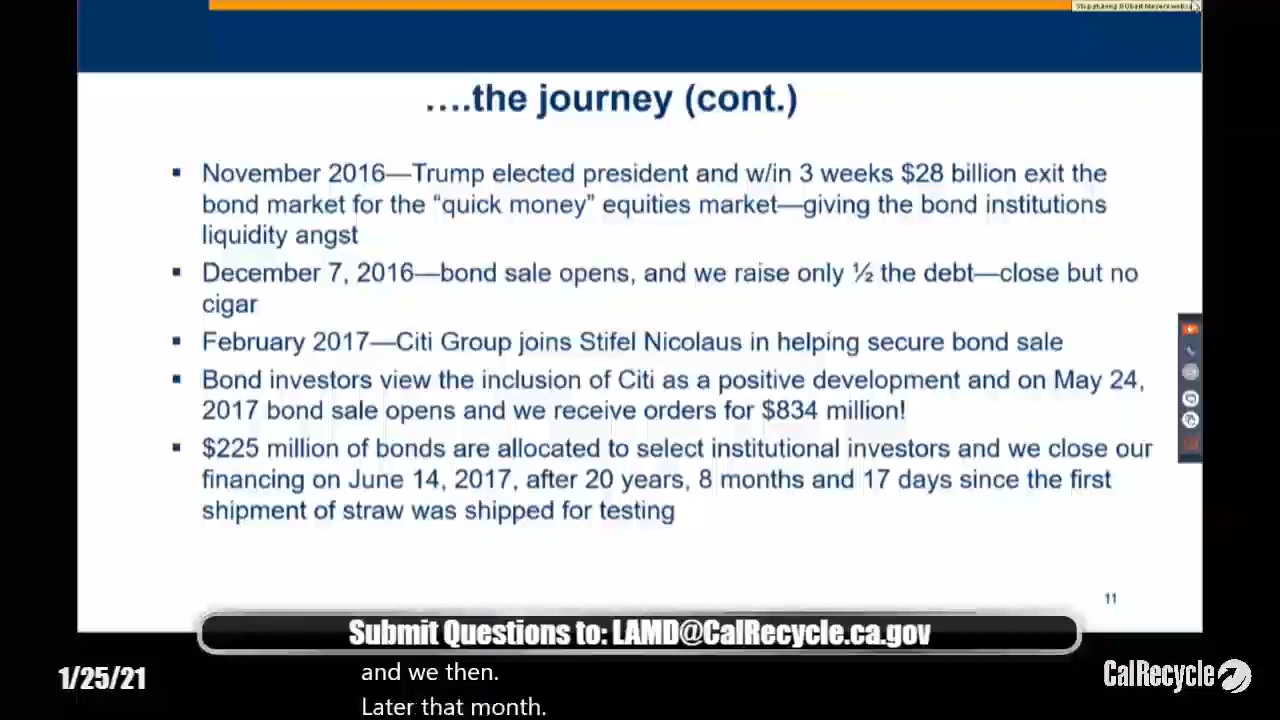 ….the journey (cont.)
▪ November 2016—Trump elected president and w/in 3 weeks $28 billion exit the
bond market for the “quick money” equities market—giving the bond institutions
liquidity angst
▪ December 7, 2016—bond sale opens, and we raise only ½ the debt—close but no
cigar
▪ February 2017—Citi Group joins Stifel Nicolaus in helping secure bond sale
▪ Bond investors view the inclusion of Citi as a positive development and on May 24,
2017 bond sale opens and we receive orders for $834 million!
▪ $225 million of bonds are allocated to select institutional investors and we close our
financing on June 14, 2017, after 20 years, 8 months and 17 days since the first
shipment of straw was shipped for testing
11
Submit Questions to: LAMD@CalRecycle.ca.gov
1/25/21
and we then.
Later that month.
CalRecycle